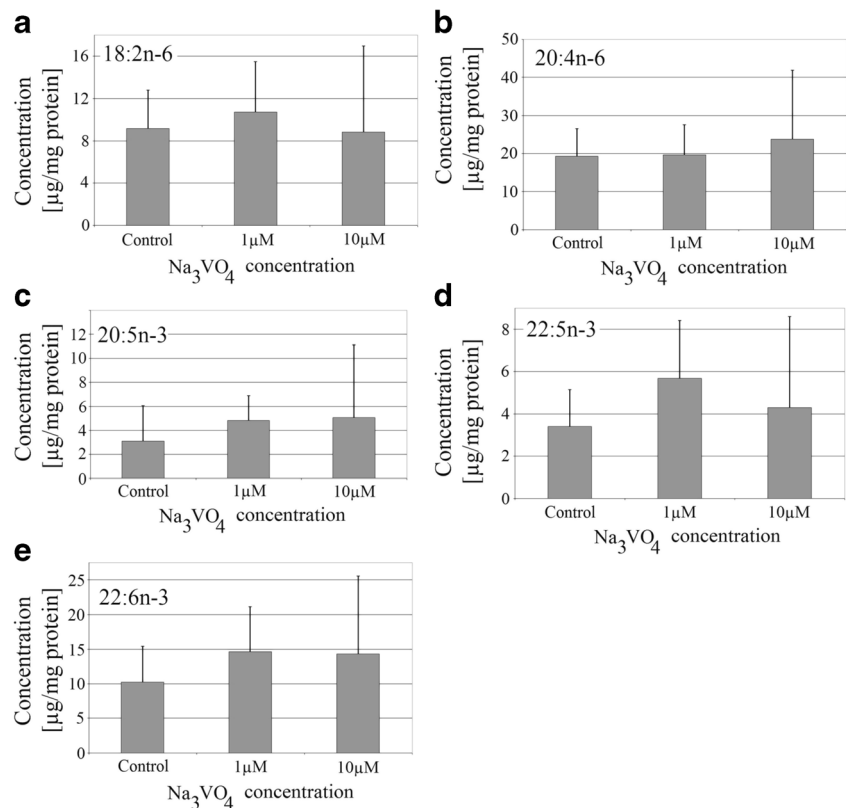 a
18:2n-6
Concentration
[µg/mg protein]
16
12
8
4
0
Control 1µM 10µM
Na3VO4 concentration
b
20:4n-6
Concentration
[µg/mg protein]
50
40
30
20
10
0
Control 1µM 10µM
Na3VO4 concentration
c
20:5n-3
Concentration
[µg/mg protein]
12
10
8
6
4
2
0
Control 1µM 10µM
Na3VO4 concentration
d
22:5n-3
Concentration
[µg/mg protein]
8
6
4
2
0
Control 1µM 10µM
Na3VO4 concentration
e
22:6n-3
Concentration
[µg/mg protein]
25
20
15
10
5
0
Control 1µM 10µM
Na3VO4 concentration